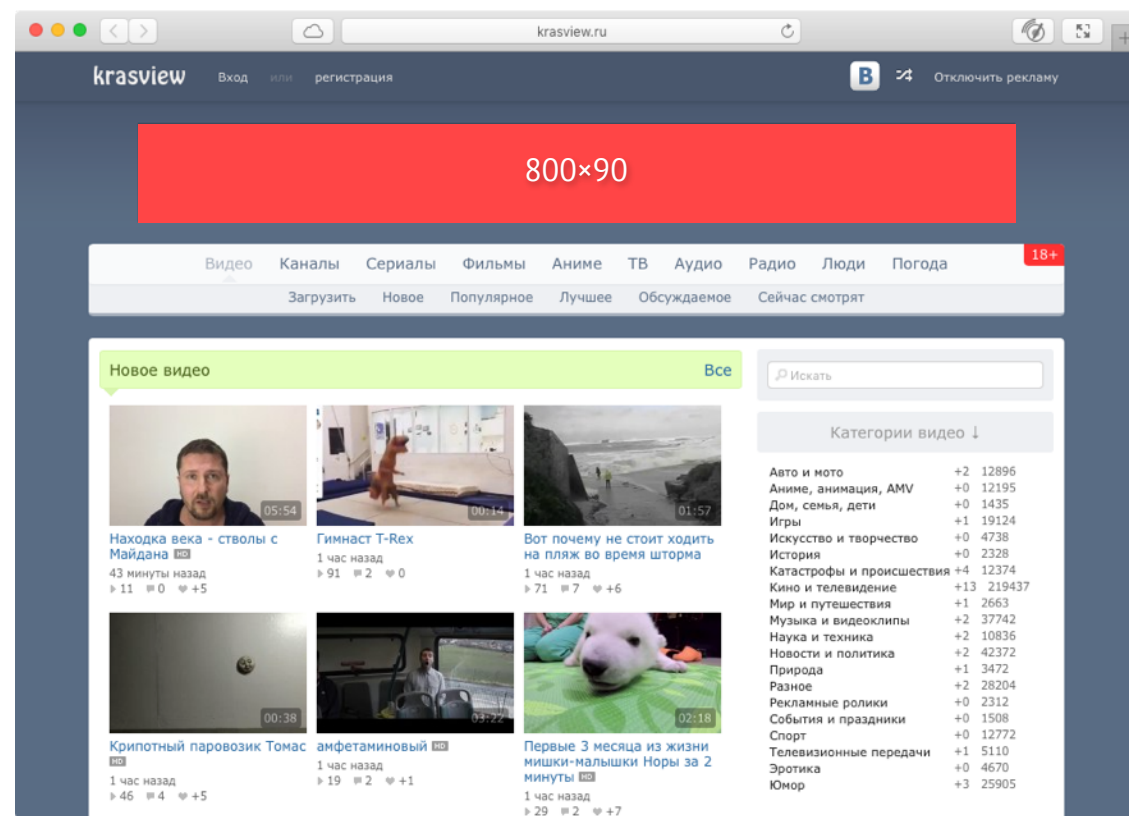 krasview.ru
krasview Вход или регистрация B Отключить рекламу
800×90
18+
Видео Каналы Сериалы Фильмы Аниме ТВ Аудио Радио Люди Погода
Загрузить Новое Популярное Лучшее Обсуждаемое Сейчас смотрят
Новое видео Все
05:54
Находка века - стволы с
Майдана HD
43 минуты назад
11 0 +5
00:14
Гимнаст T-Rex
1 час назад
91 2 0
01:57
Вот почему не стоит ходить
на пляж во время шторма
1 час назад
71 7 +6
00:38
Крипотный паровозик Томас
HD
1 час назад
46 4 +5
03:22
амфетаминовый HD
1 час назад
19 2 +1
02:18
Первые 3 месяца из жизни
мишки-малышки Норы за 2
минуты HD
1 час назад
29 2 +7
Искать
Категории видео ↓
Авто и мото +2 12896
Аниме, анимация, AMV +0 12195
Дом, семья, дети +0 1435
Игры +1 19124
Искусство и творчество +0 4738
История +0 2328
Катастрофы и происшествия +4 12374
Кино и телевидение +13 219437
Мир и путешествия +1 2663
Музыка и видеоклипы +2 37742
Наука и техника +2 10836
Новости и политика +2 42372
Природа +1 3472
Разное +2 28204
Рекламные ролики +0 2312
События и праздники +0 1508
Спорт +0 12772
Телевизионные передачи +1 5110
Эротика +0 4670
Юмор +3 25905